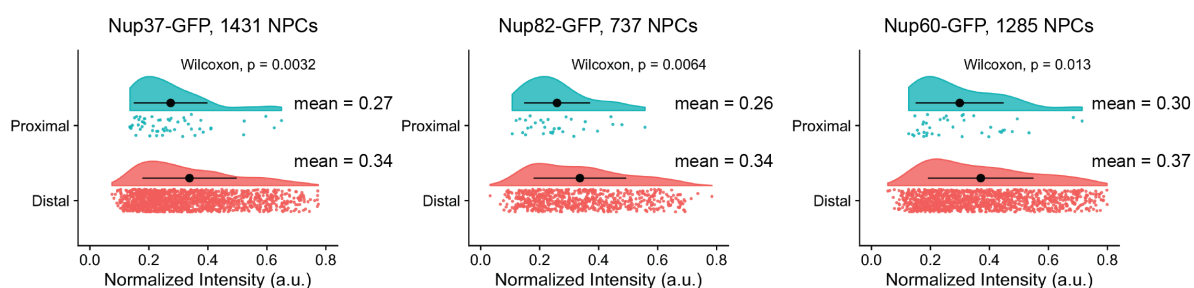 Nup37-GFP, 1431 NPCs
Wilcoxon, p = 0.0032
mean = 0.27
Proximal
mean = 0.34
Distal
0.0 0.2 0.4 0.6 0.8
Normalized Intensity (a.u.)
Nup82-GFP, 737 NPCs
Wilcoxon, p = 0.0064
mean = 0.26
Proximal
mean = 0.34
Distal
0.0 0.2 0.4 0.6 0.8
Normalized Intensity (a.u.)
Nup60-GFP, 1285 NPCs
Wilcoxon, p = 0.013
mean = 0.30
Proximal
mean = 0.37
Distal
0.0 0.2 0.4 0.6 0.8
Normalized Intensity (a.u.)